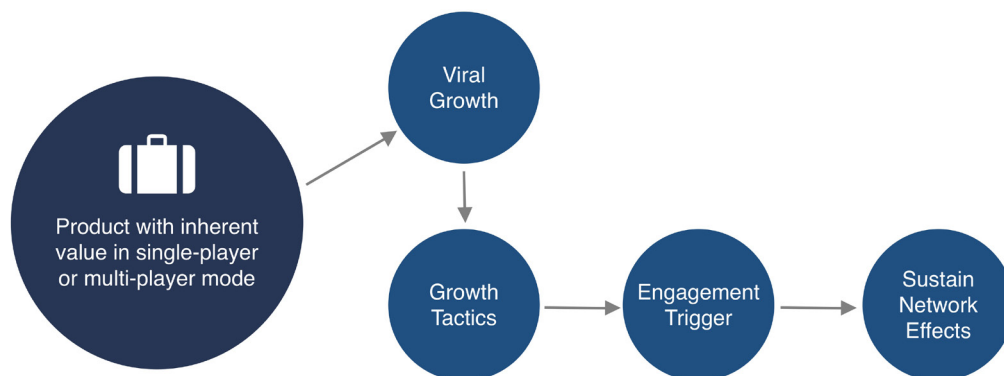 Product with inherent
value in single-player
or multi-player mode
Viral
Growth
Growth
Tactics
Engagement
Trigger
Sustain
Network
Effects